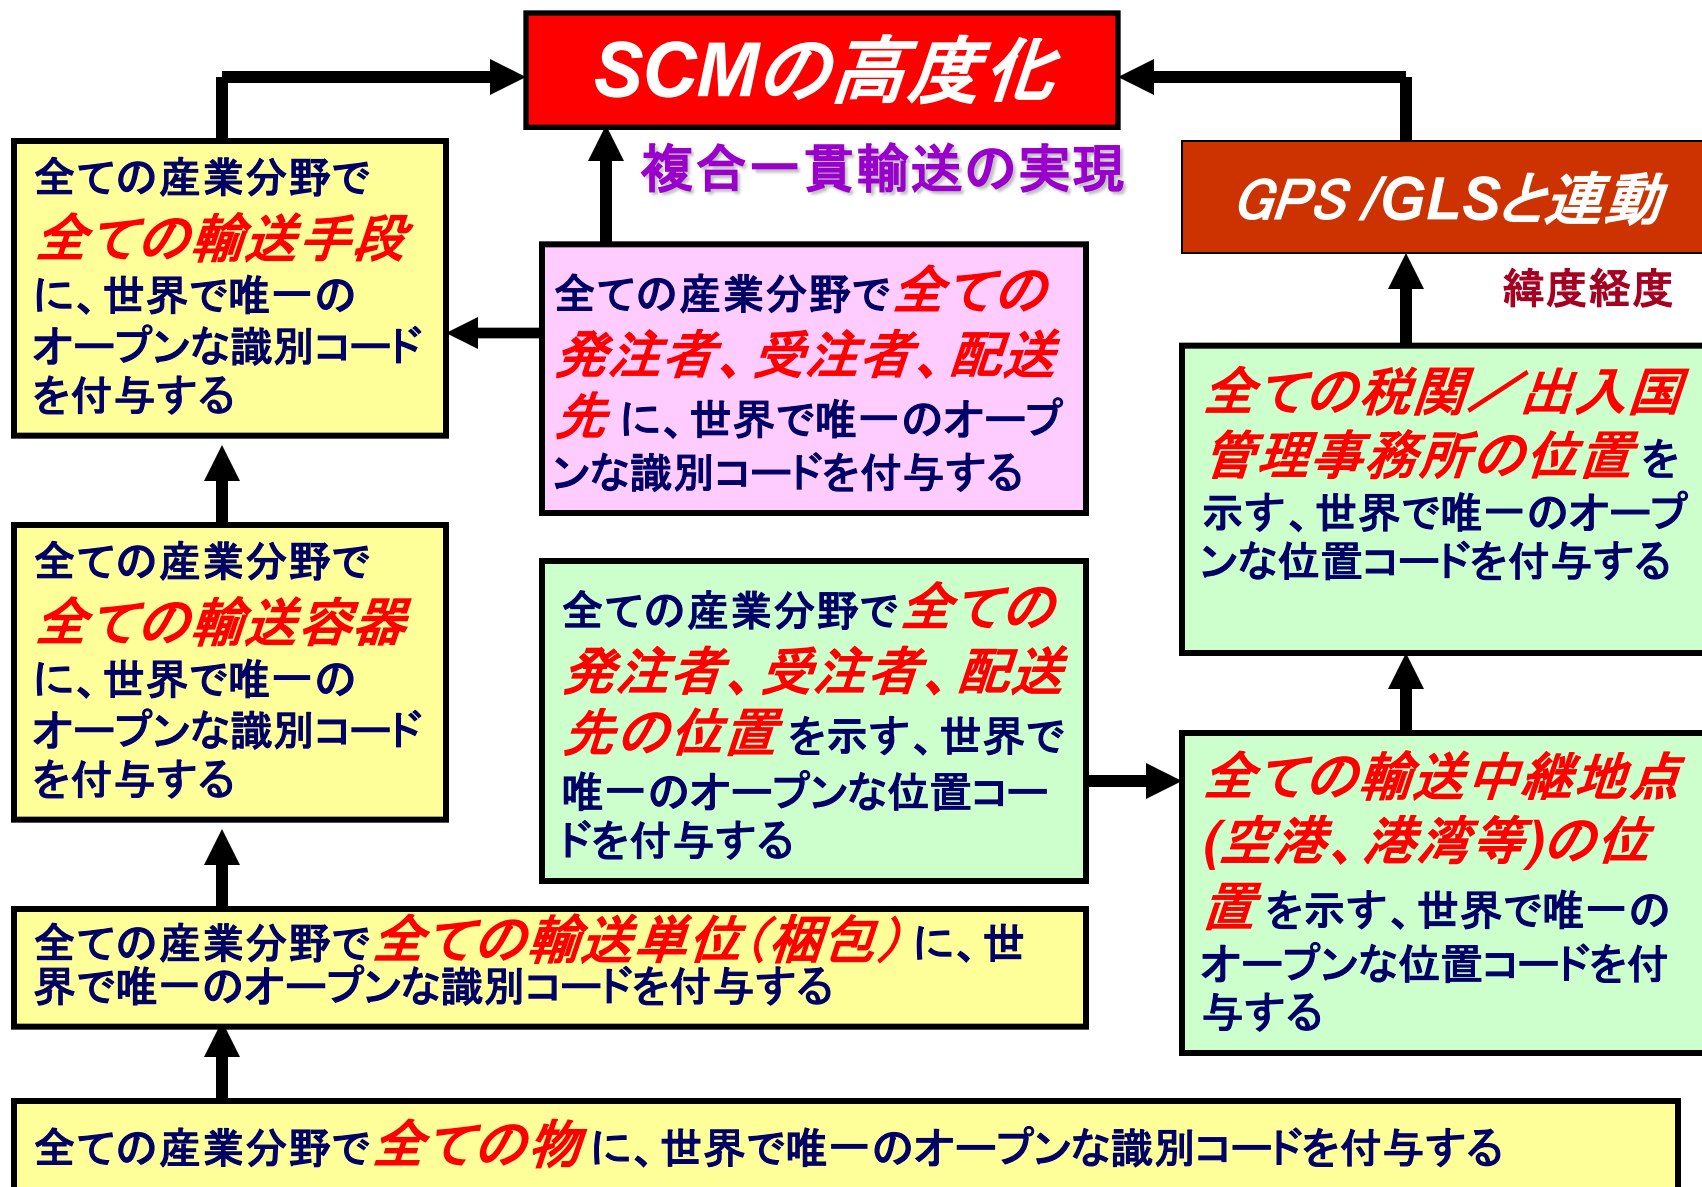 SCMの高度化
複合一貫輸送の実現
全ての産業分野で
全ての輸送手段
に、世界で唯一の
オープンな識別コード
を付与する
全ての産業分野で全ての
発注者、受注者、配送
先に、世界で唯一のオープ
ンな識別コードを付与する
GPS /GLSと連動
緯度経度
全ての税関／出入国
管理事務所の位置を
示す、世界で唯一のオープ
ンな位置コードを付与する
全ての産業分野で
全ての輸送容器
に、世界で唯一の
オープンな識別コード
を付与する
全ての産業分野で全ての
発注者、受注者、配送
先の位置を示す、世界で
唯一のオープンな位置コー
ドを付与する
全ての輸送中継地点
(空港、港湾等)の位
置を示す、世界で唯一の
オープンな位置コードを付
与する
全ての産業分野で全ての輸送単位（梱包）に、世
界で唯一のオープンな識別コードを付与する
全ての産業分野で全ての物に、世界で唯一のオープンな識別コードを付与する